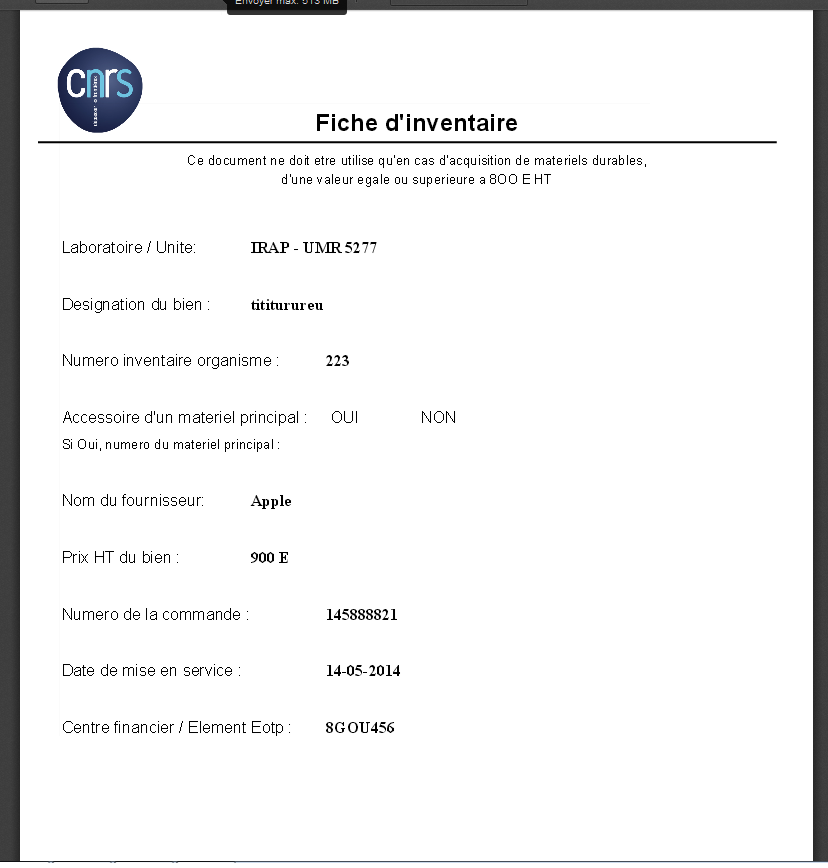 Envoyer max. 513 MB
cnrs
Fiche d'inventaire
Ce document ne doit etre utilise qu'en cas d'acquisition de materiels durables,
d'une valeur egale ou superieure a 8OO E HT
Laboratoire / Unite: IRAP - UMR 5277
Designation du bien : tititurureu
Numero inventaire organisme : 223
Accessoire d'un materiel principal : OUI NON
Si Oui, numero du materiel principal :
Nom du fournisseur: Apple
Prix HT du bien : 900 E
Numero de la commande : 145888821
Date de mise en service : 14-05-2014
Centre financier / Element Eotp : 8GOU456